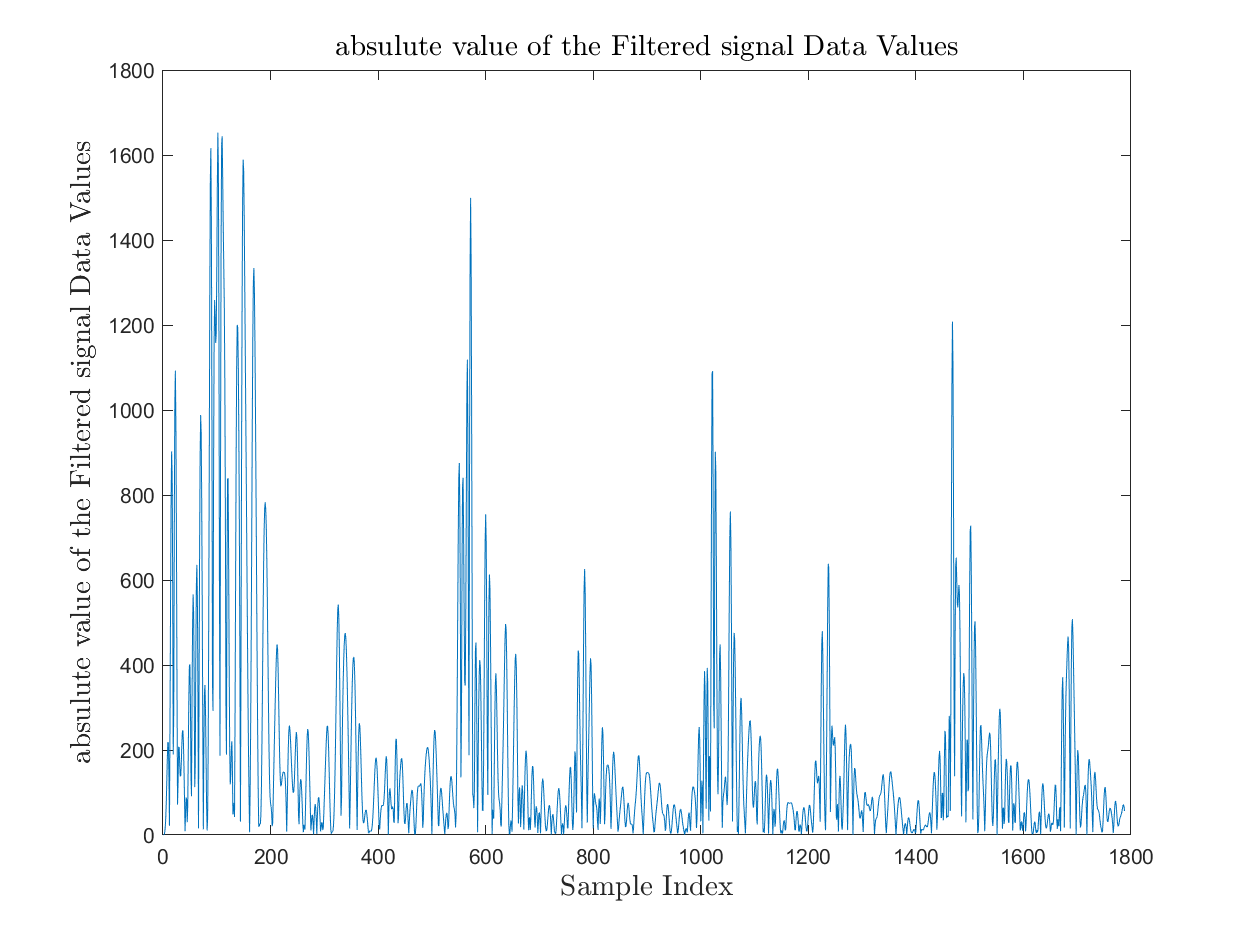 absulute value of the Filtered signal Data Values
1800
1600
1400
1200
1000
800
600
400
200
0
absulute value of the Filtered signal Data Values
0 200 400 600 800 1000 1200 1400 1600 1800
Sample Index